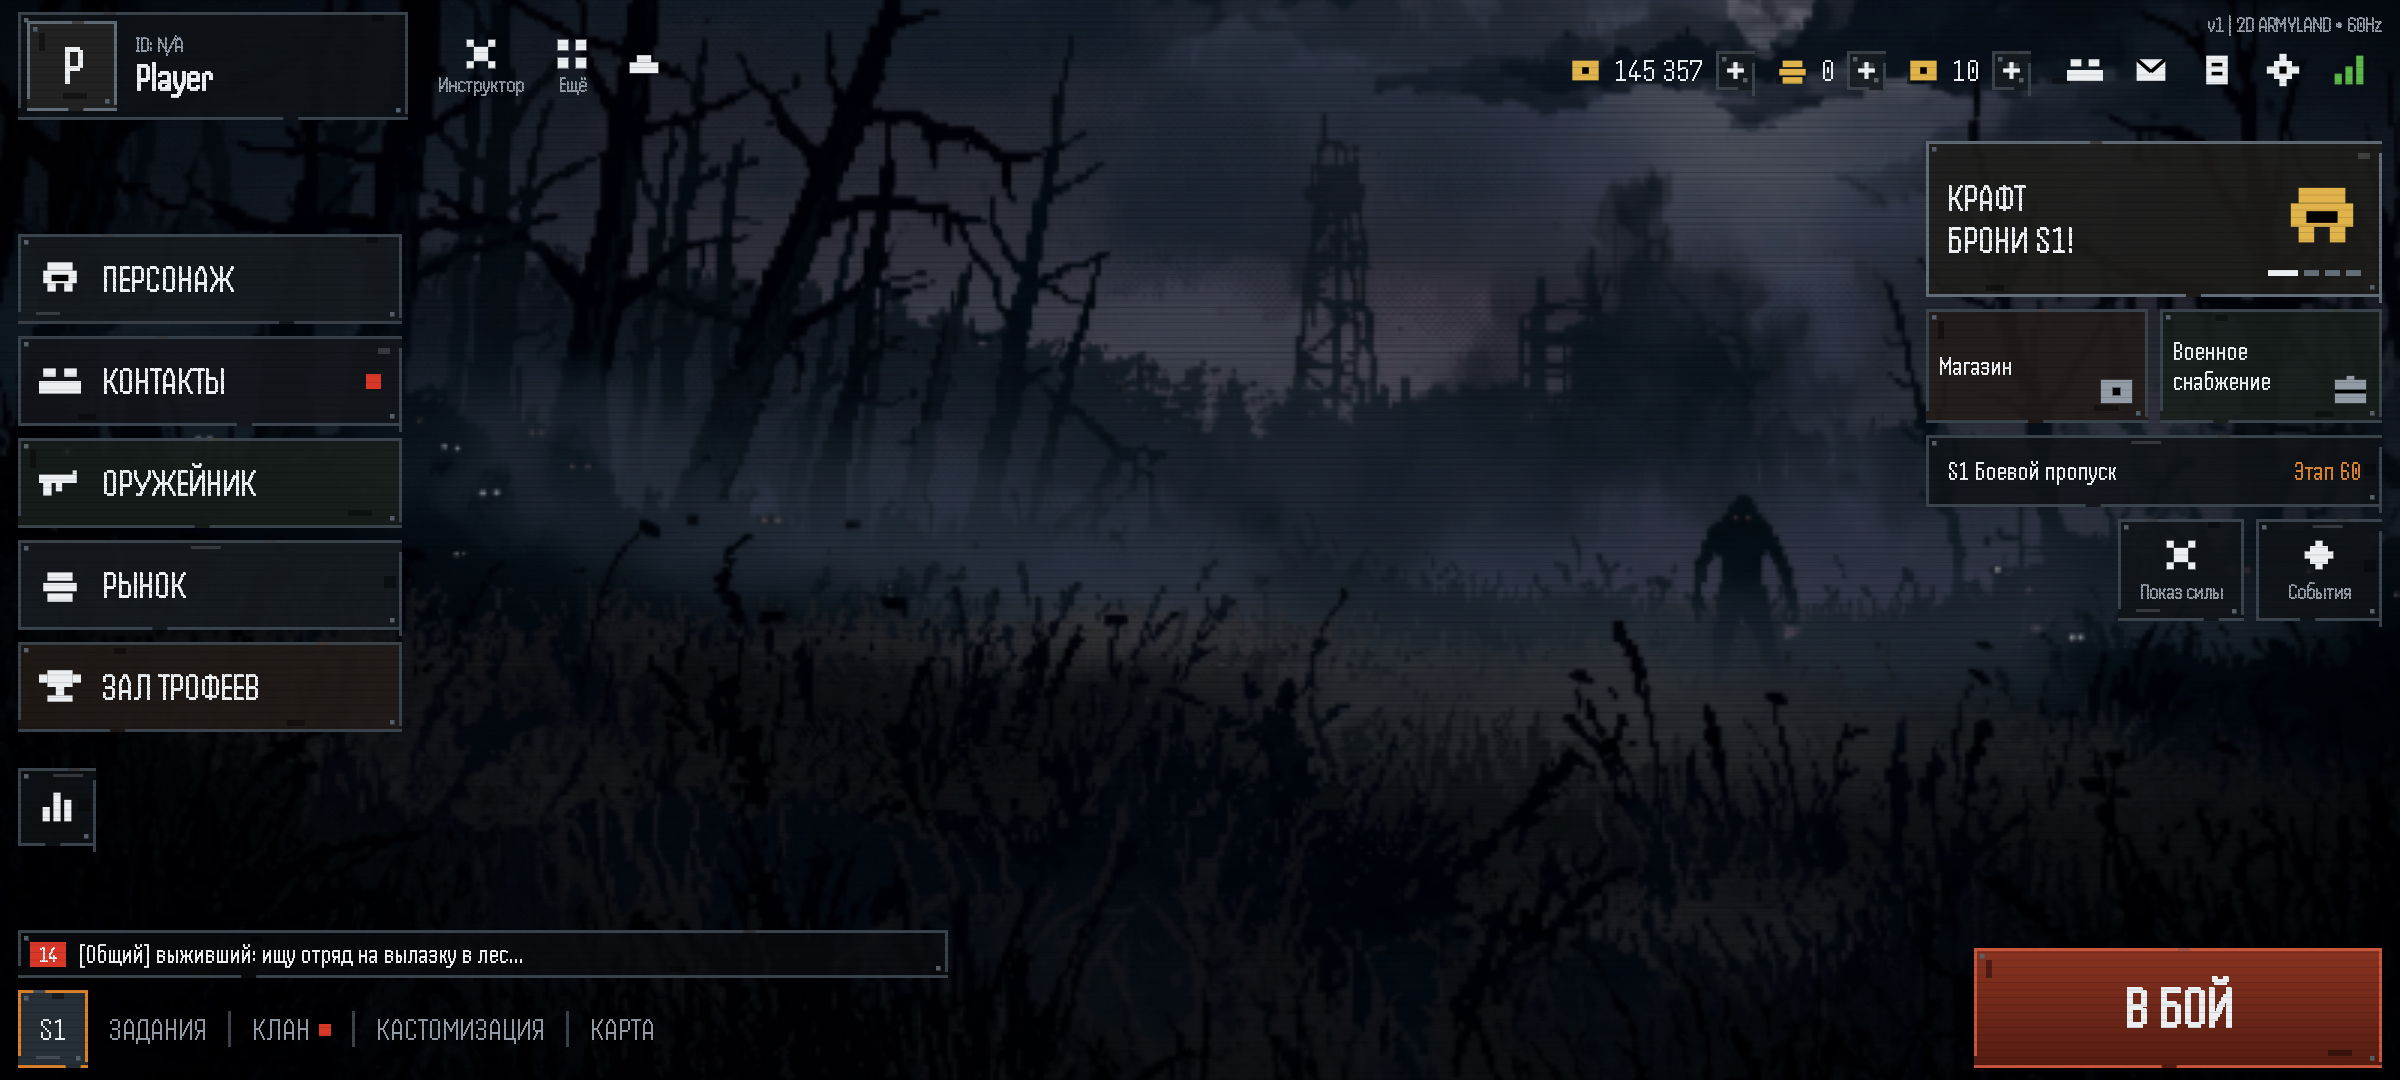 P
ID: N/A
Player
Инструктор
Ещё
145 357
0
10
v1 | 2D ARMYLAND • 60Hz
ПЕРСОНАЖ
КОНТАКТЫ
ОРУЖЕЙНИК
РЫНОК
ЗАЛ ТРОФЕЕВ
КРАФТ
БРОНИ S1!
Магазин
Военное
снабжение
S1 Боевой пропуск
Этап 60
Показ силы
События
14 [Общий] выживший: ищу отряд на вылазку в лес...
S1
ЗАДАНИЯ
КЛАН
КАСТОМИЗАЦИЯ
КАРТА
В БОЙ